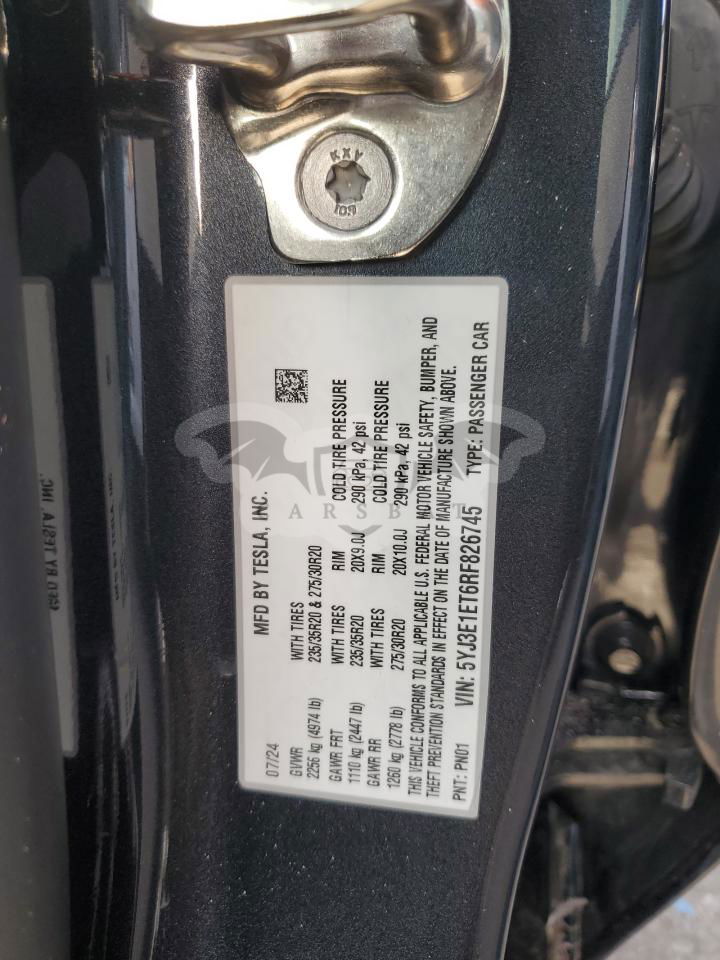 KXV
108
07/24 MFD BY TESLA, INC.
GVWR WITH TIRES
2256 kg (4974 lb) 235/35R20 & 275/30R20
GAWR FRT WITH TIRES RIM COLD TIRE PRESSURE
1110 kg (2447 lb) 235/35R20 20X9.0J 290 kPa, 42 psi
GAWR RR WITH TIRES RIM COLD TIRE PRESSURE
1260 kg (2778 lb) 275/30R20 20X10.0J 290 kPa, 42 psi
THIS VEHICLE CONFORMS TO ALL APPLICABLE U.S. FEDERAL MOTOR VEHICLE SAFETY, BUMPER, AND
THEFT PREVENTION STANDARDS IN EFFECT ON THE DATE OF MANUFACTURE SHOWN ABOVE.
PNT: PN01 VIN: 5YJ3E1ET6RF826745 TYPE: PASSENGER CAR